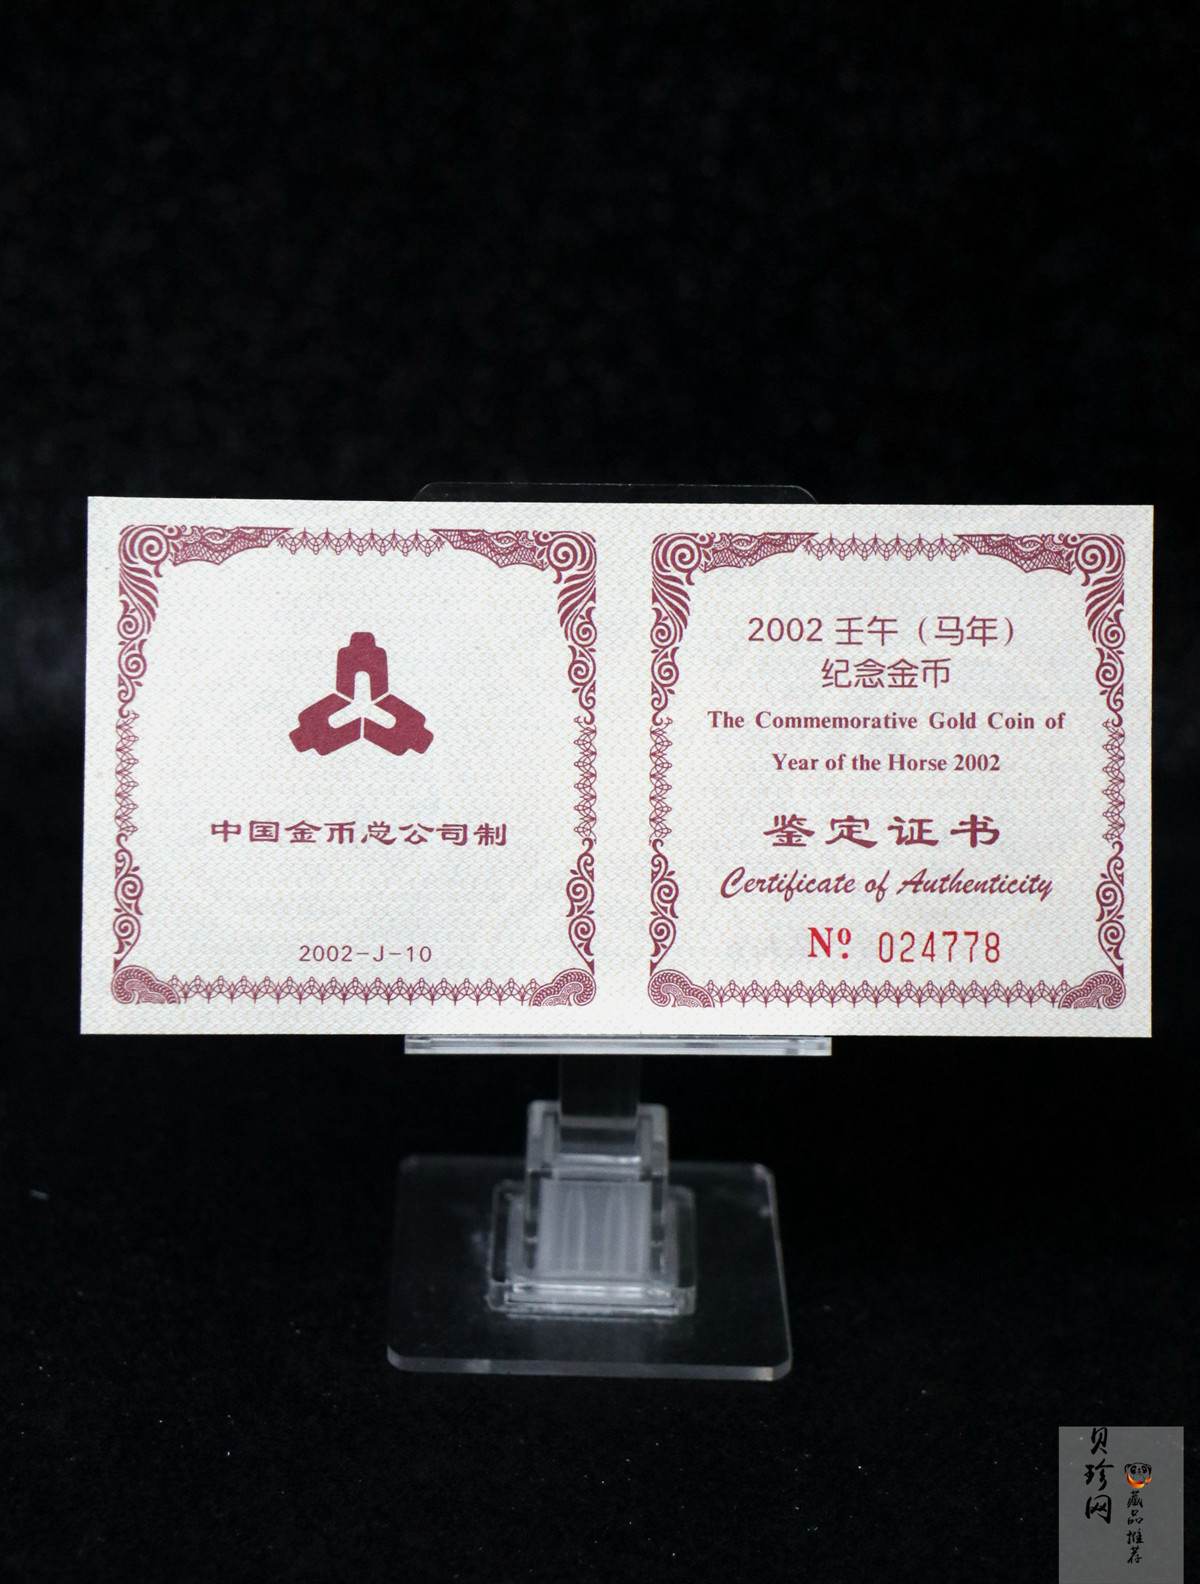 中国金币总公司制
2002-J-10
2002 壬午（马年）
纪念金币
The Commemorative Gold Coin of
Year of the Horse 2002
鉴定证书
Certificate of Authenticity
Nº 024778
贝珍网
藏品推荐